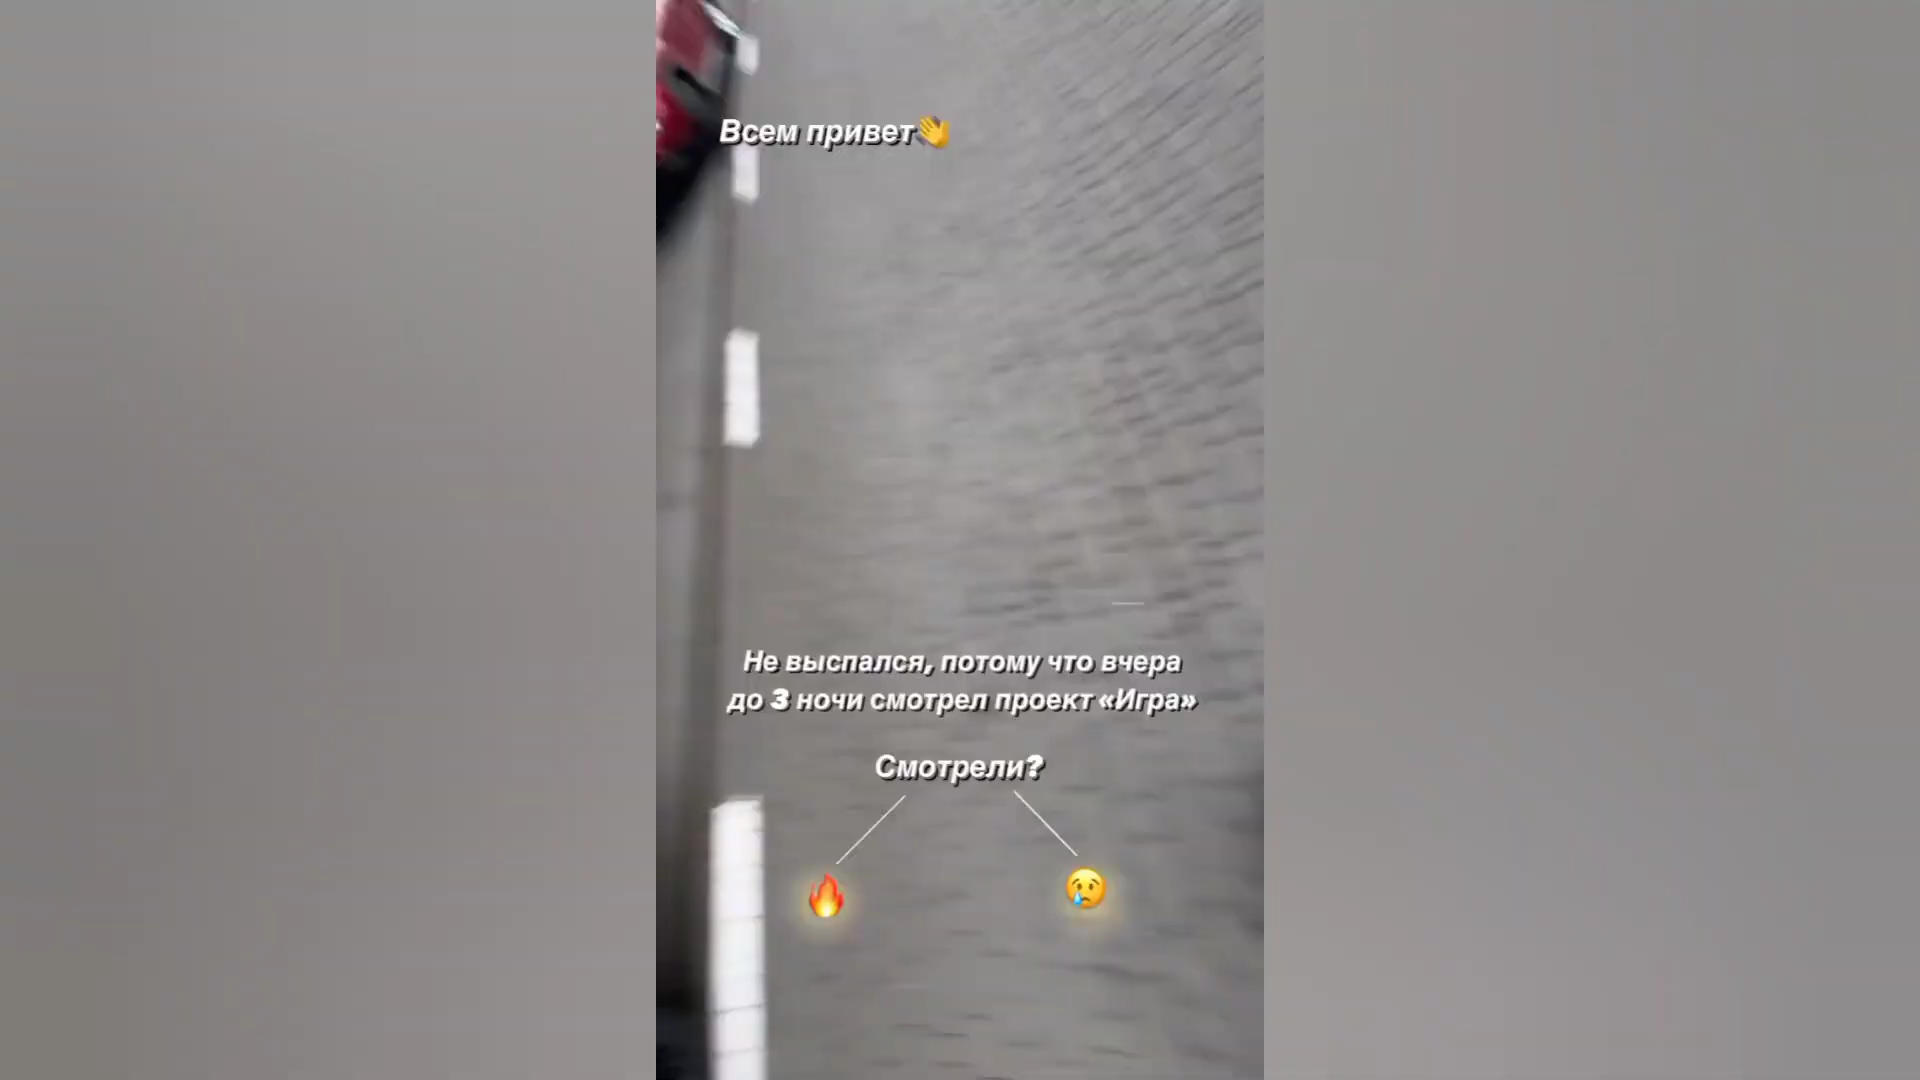 Всем привет👋
Не выспался, потому что вчера
до 3 ночи смотрел проект «Игра»
Смотрели?
🔥 😢